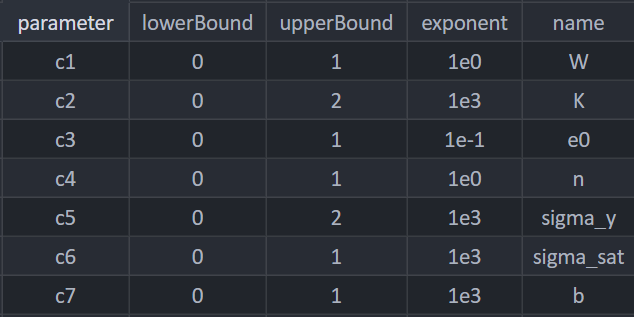 parameter lowerBound upperBound exponent name
c1 0 1 1e0 W
c2 0 2 1e3 K
c3 0 1 1e-1 e0
c4 0 1 1e0 n
c5 0 2 1e3 sigma_y
c6 0 1 1e3 sigma_sat
c7 0 1 1e3 b